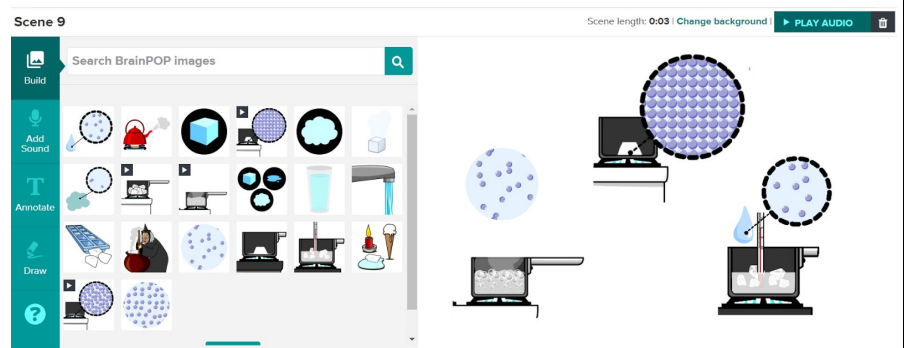 Scene 9
Scene length: 0:03 | Change background |
PLAY AUDIO
Build
Search BrainPOP images
Add
Sound
T
Annotate
Draw
?